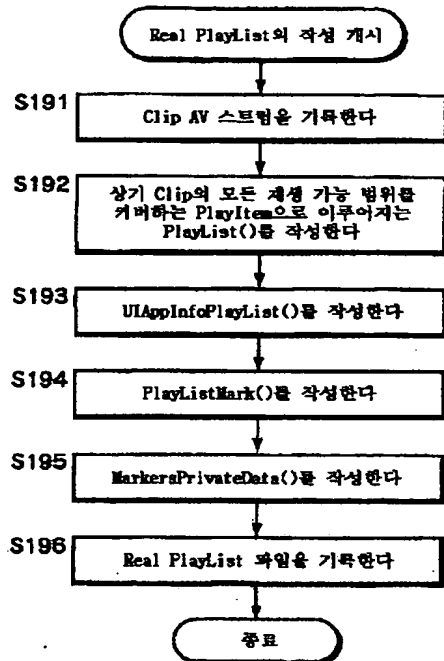 Real PlayList의 작성 개시
S191
Clip AV 스트림을 기록한다
S192
상기 Clip의 모든 재생 가능 범위를
커버하는 PlayItem으로 이루어지는
PlayList()를 작성한다
S193
UIAppInfoPlayList()를 작성한다
S194
PlayListMark()를 작성한다
S195
MarkersPrivateData()를 작성한다
S196
Real PlayList 파일을 기록한다
종료